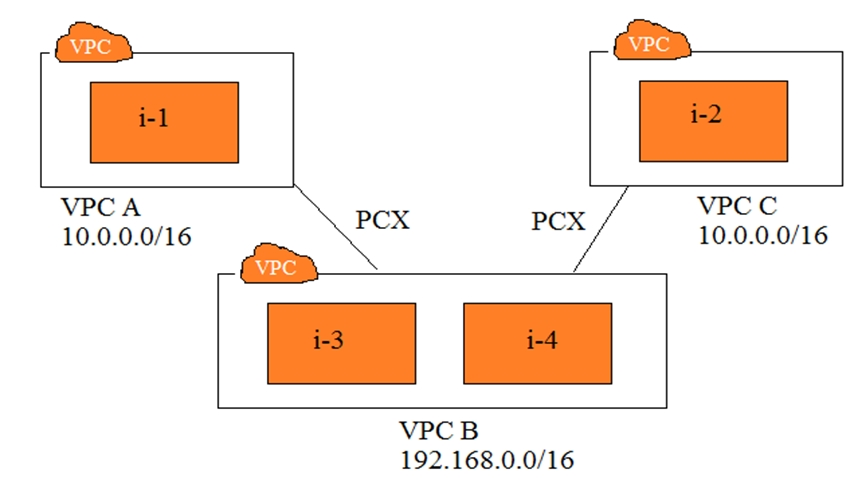 VPC
i-1
VPC A
10.0.0.0/16
PCX
VPC
i-2
VPC C
10.0.0.0/16
PCX
VPC
i-3
i-4
VPC B
192.168.0.0/16